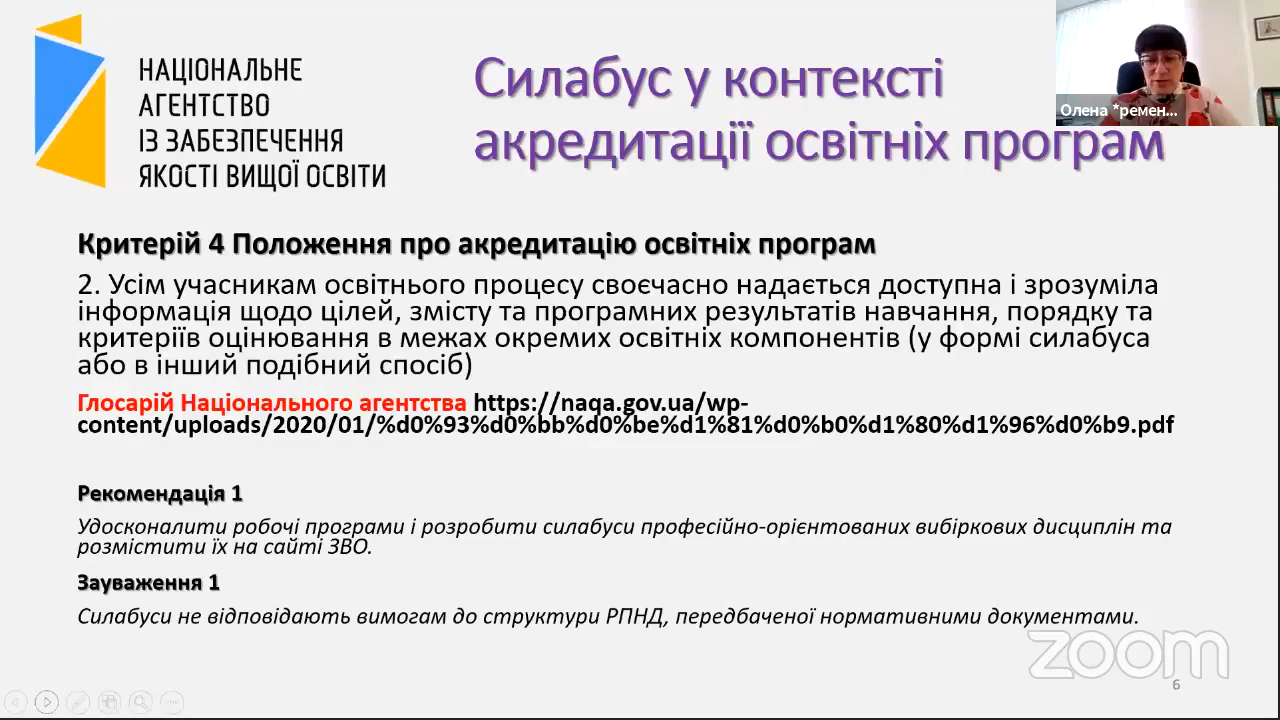 НАЦІОНАЛЬНЕ
АГЕНТСТВО
ІЗ ЗАБЕЗПЕЧЕННЯ
ЯКОСТІ ВИЩОЇ ОСВІТИ
Силабус у контексті
акредитації освітніх програм
Олена *ремен...
Критерій 4 Положення про акредитацію освітніх програм
2. Усім учасникам освітнього процесу своєчасно надається доступна і зрозуміла
інформація щодо цілей, змісту та програмних результатів навчання, порядку та
критеріїв оцінювання в межах окремих освітніх компонентів (у формі силабуса
або в інший подібний спосіб)
Глосарій Національного агентства https://naqa.gov.ua/wp-
content/uploads/2020/01/%d0%93%d0%bb%d0%be%d1%81%d0%b0%d1%80%d1%96%d0%b9.pdf
Рекомендація 1
Удосконалити робочі програми і розробити силабуси професійно-орієнтованих вибіркових дисциплін та
розмістити їх на сайті ЗВО.
Зауваження 1
Силабуси не відповідають вимогам до структури РПНД, передбаченої нормативними документами.
zoom
6